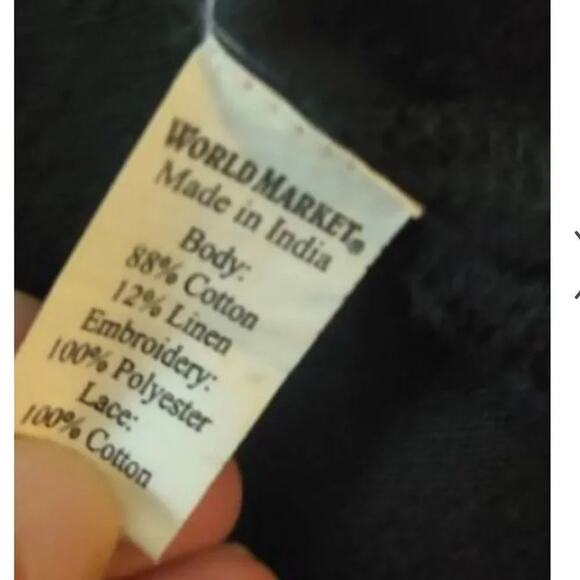 WORLD MARKET®
Made in India
Body:
88% Cotton
12% Linen
Embroidery:
100% Polyester
Lace:
100% Cotton